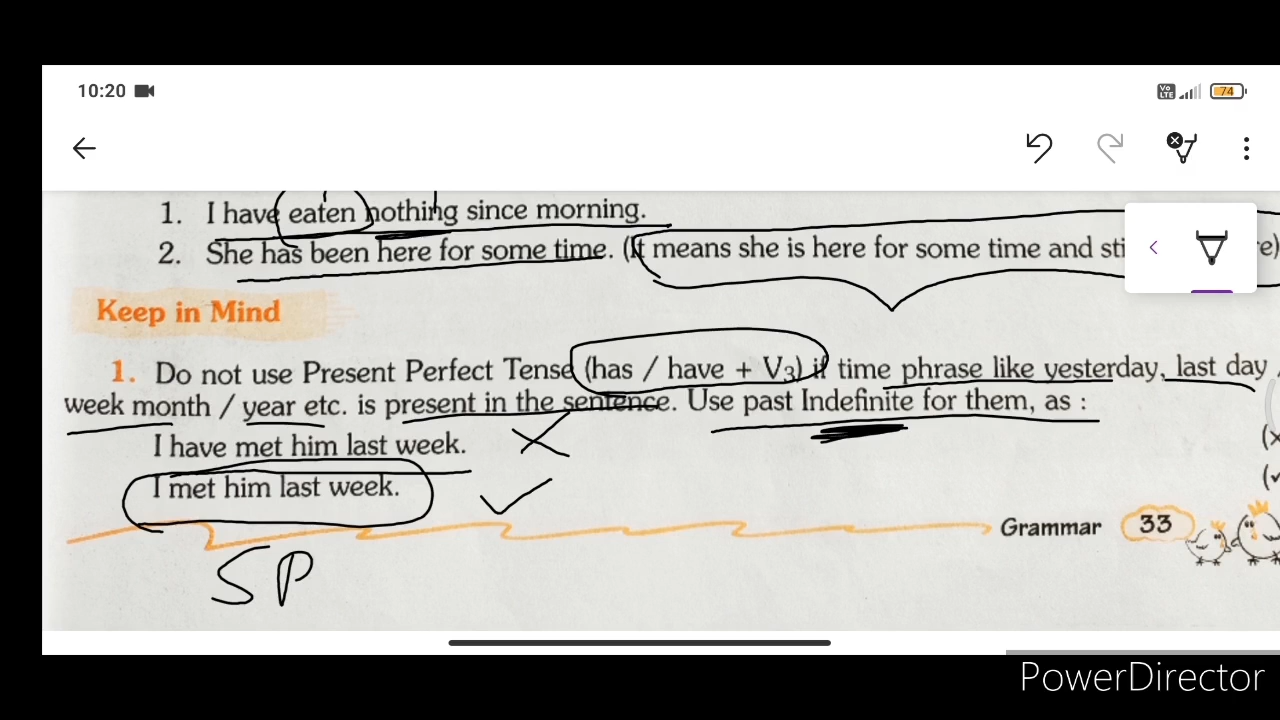 10:20 Vo LTE 74
1. I have eaten nothing since morning.
2. She has been here for some time. (It means she is here for some time and sti e)
Keep in Mind
1. Do not use Present Perfect Tense (has / have + V3) if time phrase like yesterday, last day /
week month / year etc. is present in the sentence. Use past Indefinite for them, as :
I have met him last week. (x
I met him last week. (✓
Grammar 33
SP
PowerDirector